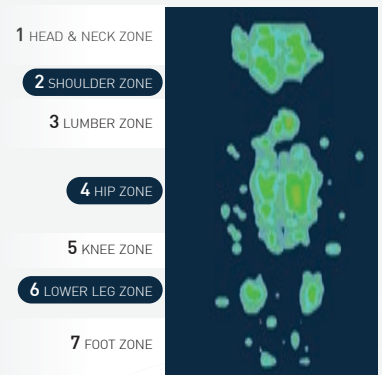 1 HEAD & NECK ZONE
2 SHOULDER ZONE
3 LUMBER ZONE
4 HIP ZONE
5 KNEE ZONE
6 LOWER LEG ZONE
7 FOOT ZONE